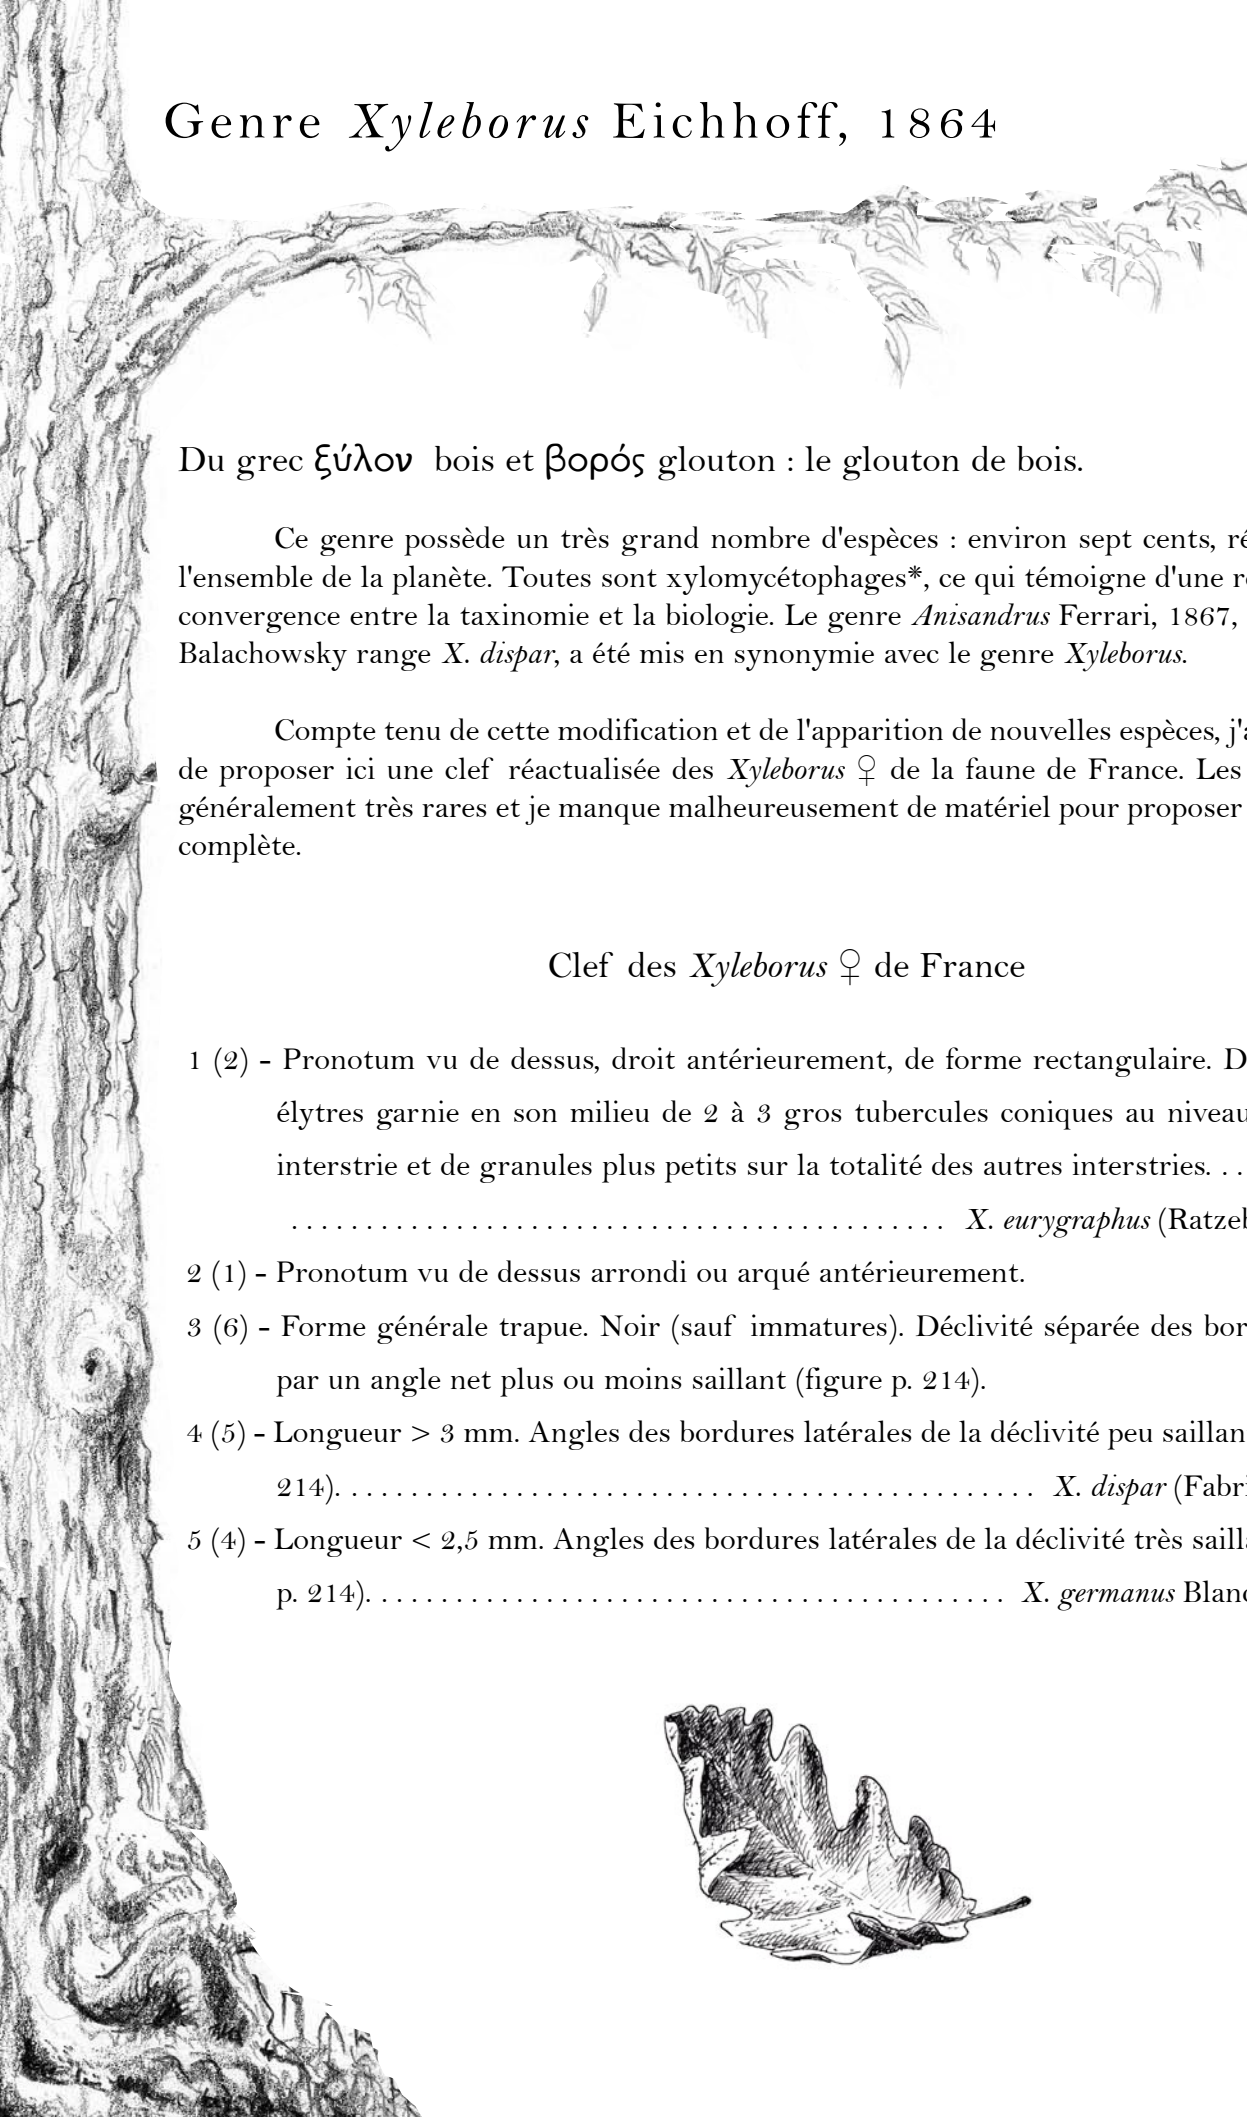 Genre Xyleborus Eichhoff, 1864
Du grec ξύλον bois et βορός glouton : le glouton de bois.
Ce genre possède un très grand nombre d'espèces : environ sept cents,
l'ensemble de la planète. Toutes sont xylomycétophages*, ce qui témoigne d'une
convergence entre la taxinomie et la biologie. Le genre Anisandrus Ferrari, 1867,
Balachowsky range X. dispar, a été mis en synonymie avec le genre Xyleborus.
Compte tenu de cette modification et de l'apparition de nouvelles espèces,
de proposer ici une clef réactualisée des Xyleborus ♀ de la faune de France. Les
généralement très rares et je manque malheureusement de matériel pour proposer
complète.
Clef des Xyleborus ♀ de France
1 (2) - Pronotum vu de dessus, droit antérieurement, de forme rectangulaire.
élytres garnie en son milieu de 2 à 3 gros tubercules coniques au niveau
interstrie et de granules plus petits sur la totalité des autres interstries. . .
. . . . . . . . . . . . . . . . . . . . . . . . . . . . . . . . . . . . . . . . . . . . X. eurygraphus
2 (1) - Pronotum vu de dessus arrondi ou arqué antérieurement.
3 (6) - Forme générale trapue. Noir (sauf immatures). Déclivité séparée des
par un angle net plus ou moins saillant (figure p. 214).
4 (5) - Longueur > 3 mm. Angles des bordures latérales de la déclivité peu
214). . . . . . . . . . . . . . . . . . . . . . . . . . . . . . . . . . . . . . . . . . . . . . . X. dispar
5 (4) - Longueur < 2,5 mm. Angles des bordures latérales de la déclivité très
p. 214). . . . . . . . . . . . . . . . . . . . . . . . . . . . . . . . . . . . . . . . . . . . X. germanus